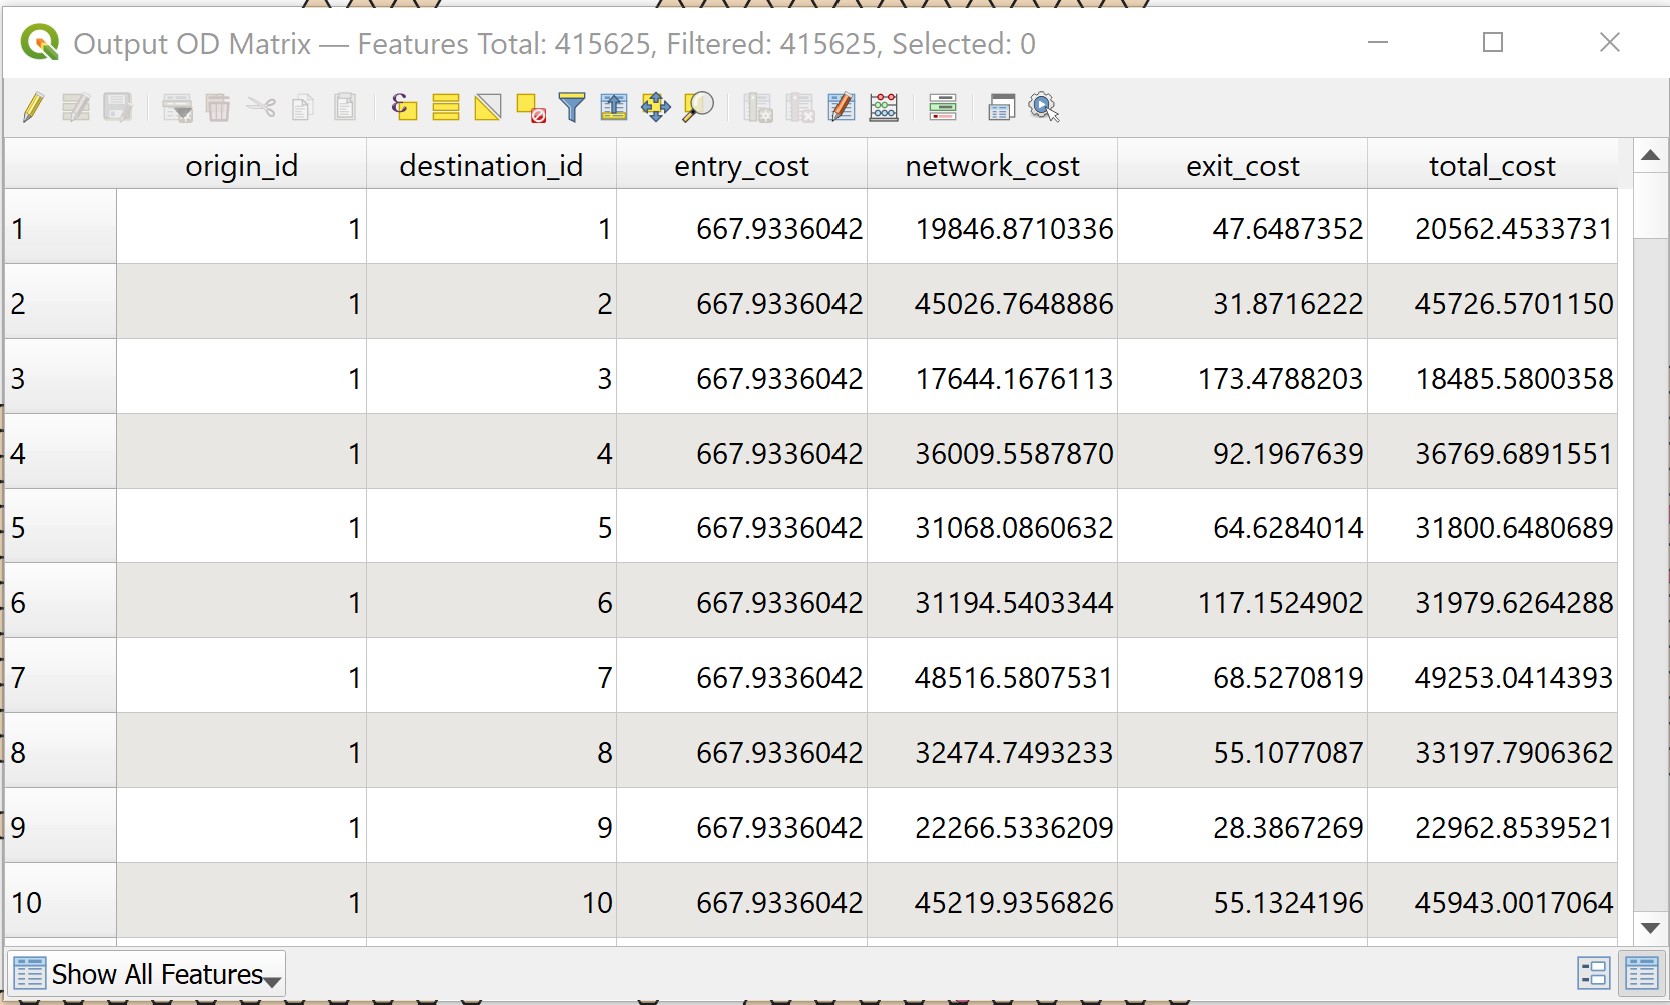 Output OD Matrix — Features Total: 415625, Filtered: 415625, Selected: 0
origin_id destination_id entry_cost network_cost exit_cost total_cost
1 1 1 667.9336042 19846.8710336 47.6487352 20562.4533731
2 1 2 667.9336042 45026.7648886 31.8716222 45726.5701150
3 1 3 667.9336042 17644.1676113 173.4788203 18485.5800358
4 1 4 667.9336042 36009.5587870 92.1967639 36769.6891551
5 1 5 667.9336042 31068.0860632 64.6284014 31800.6480689
6 1 6 667.9336042 31194.5403344 117.1524902 31979.6264288
7 1 7 667.9336042 48516.5807531 68.5270819 49253.0414393
8 1 8 667.9336042 32474.7493233 55.1077087 33197.7906362
9 1 9 667.9336042 22266.5336209 28.3867269 22962.8539521
10 1 10 667.9336042 45219.9356826 55.1324196 45943.0017064
Show All Features